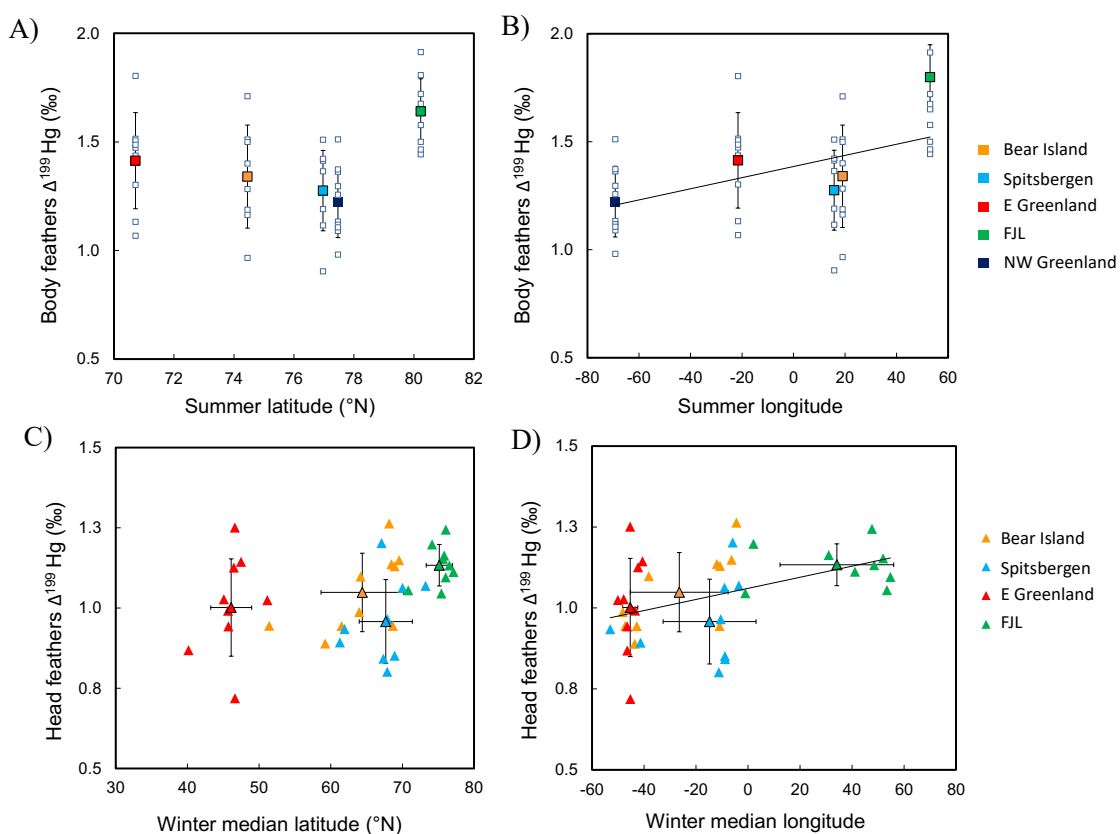 A)
B)
2.0
1.5
1.0
0.5
Body feathers Δ¹⁹⁹ Hg (‰)
70 72 74 76 78 80 82
Summer latitude (°N)
2.0
1.5
1.0
0.5
Body feathers Δ¹⁹⁹ Hg (‰)
-80 -60 -40 -20 0 20 40 60
Summer longitude
Bear Island
Spitsbergen
E Greenland
FJL
NW Greenland
C)
D)
1.5
1.3
1.0
0.8
0.5
Head feathers Δ¹⁹⁹ Hg (‰)
30 40 50 60 70 80
Winter median latitude (°N)
1.5
1.3
1.0
0.8
0.5
Head feathers Δ¹⁹⁹ Hg (‰)
-60 -40 -20 0 20 40 60 80
Winter median longitude
Bear Island
Spitsbergen
E Greenland
FJL